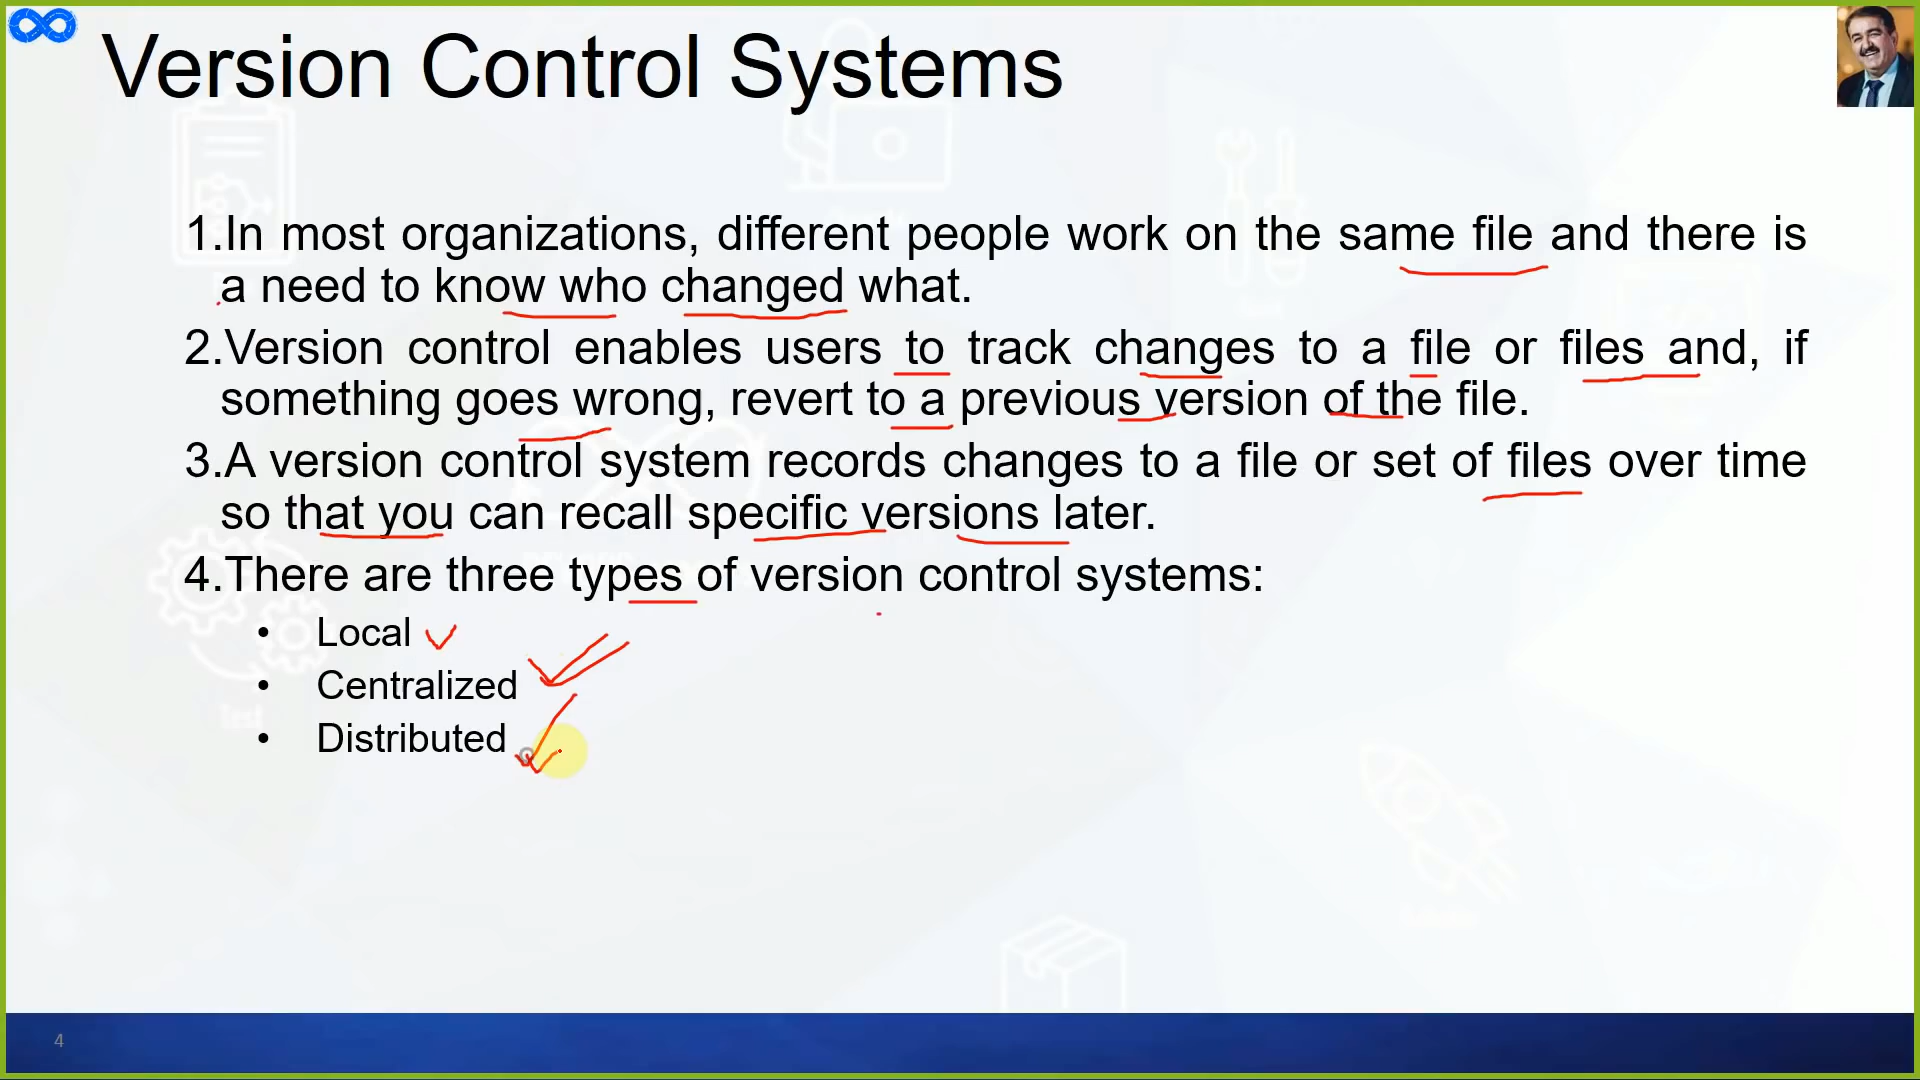 Version Control Systems
1.In most organizations, different people work on the same file and there is
a need to know who changed what.
2.Version control enables users to track changes to a file or files and, if
something goes wrong, revert to a previous version of the file.
3.A version control system records changes to a file or set of files over time
so that you can recall specific versions later.
4.There are three types of version control systems:
• Local
• Centralized
• Distributed
Test
4